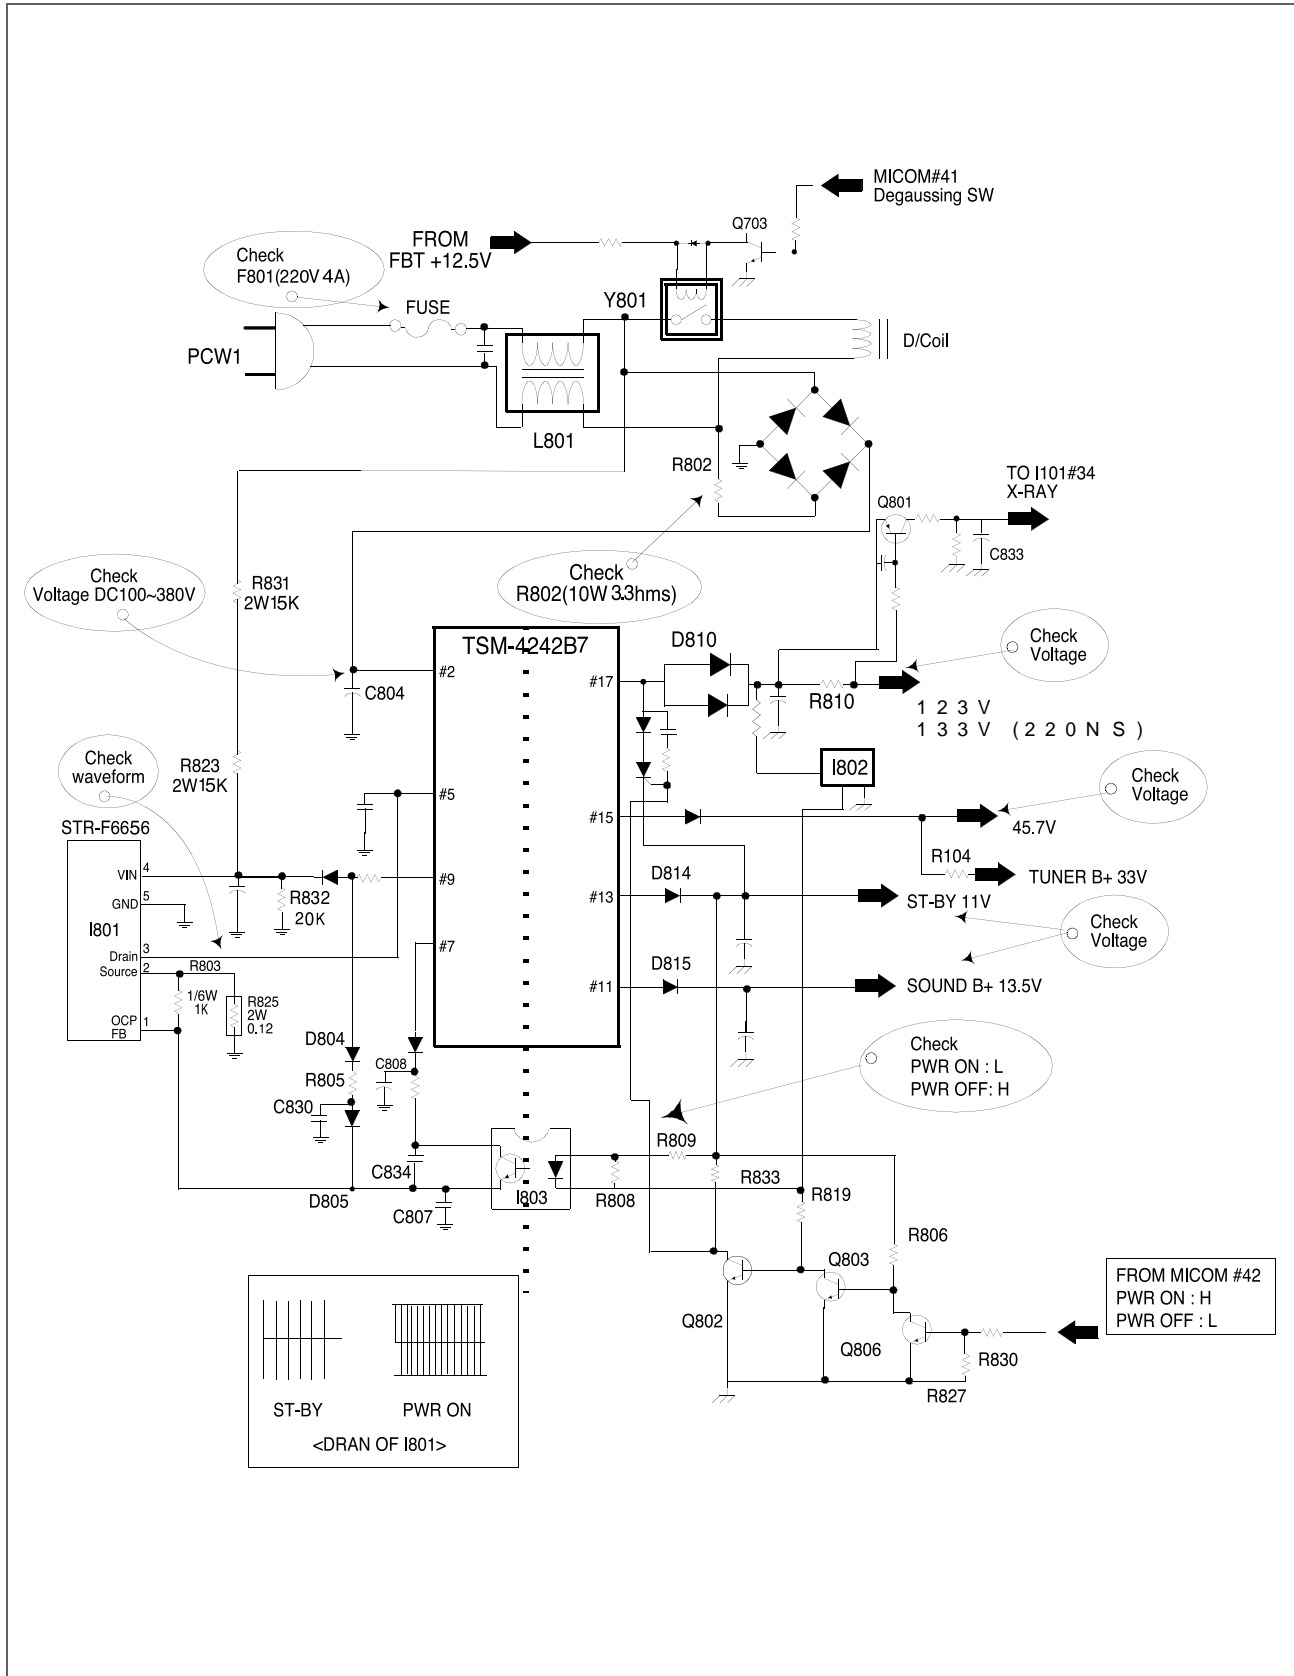 MICOM#41
Degaussing SW
Q703
FROM
FBT +12.5V
Check
F801(220V 4A)
FUSE
Y801
PCW1
D/Coil
L801
R802
TO I101#34
X-RAY
Q801
C833
Check
Voltage DC100~380V
R831
2W15K
Check
R802(10W 3.3hms)
TSM-4242B7
D810
Check
Voltage
#2
#17
C804
R810
1 2 3 V
1 3 3 V ( 2 2 0 N S )
Check
waveform
R823
2W15K
I802
Check
Voltage
#5
#15
45.7V
STR-F6656
R104
TUNER B+ 33V
VIN
4
#9
D814
#13
ST-BY 11V
R832
20K
GND
5
Check
Voltage
I801
#7
Drain
3
D815
Source
2
R803
#11
SOUND B+ 13.5V
1/6W
1K
R825
2W
0.12
OCP
FB
1
D804
C808
Check
PWR ON : L
PWR OFF: H
R805
C830
R809
C834
I803
R808
R833
R819
D805
C807
R806
Q803
FROM MICOM #42
PWR ON : H
PWR OFF : L
Q802
Q806
R830
R827
ST-BY
PWR ON
<DRAN OF I801>